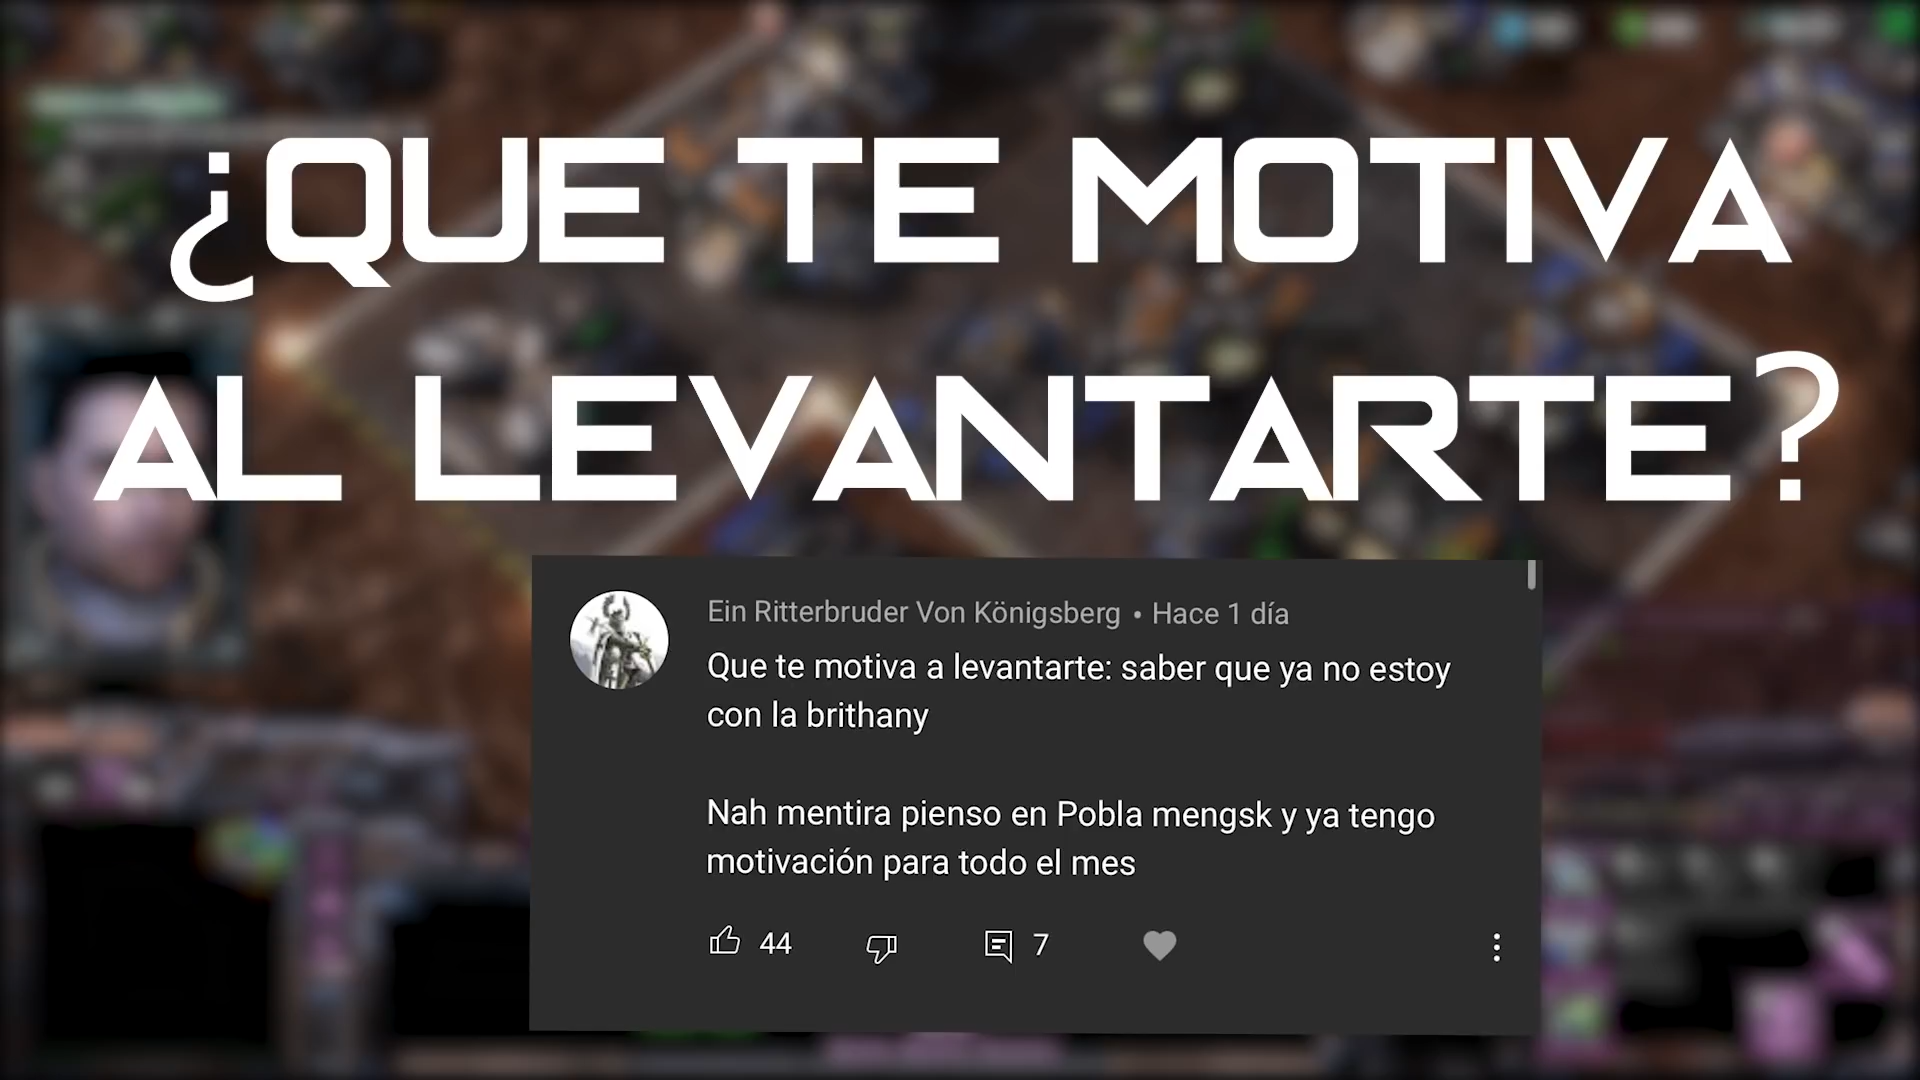 ¿QUE TE MOTIVA
AL LEVANTARTE?
Ein Ritterbruder Von Königsberg • Hace 1 día
Que te motiva a levantarte: saber que ya no estoy
con la brithany
Nah mentira pienso en Pobla mengsk y ya tengo
motivación para todo el mes
44
7